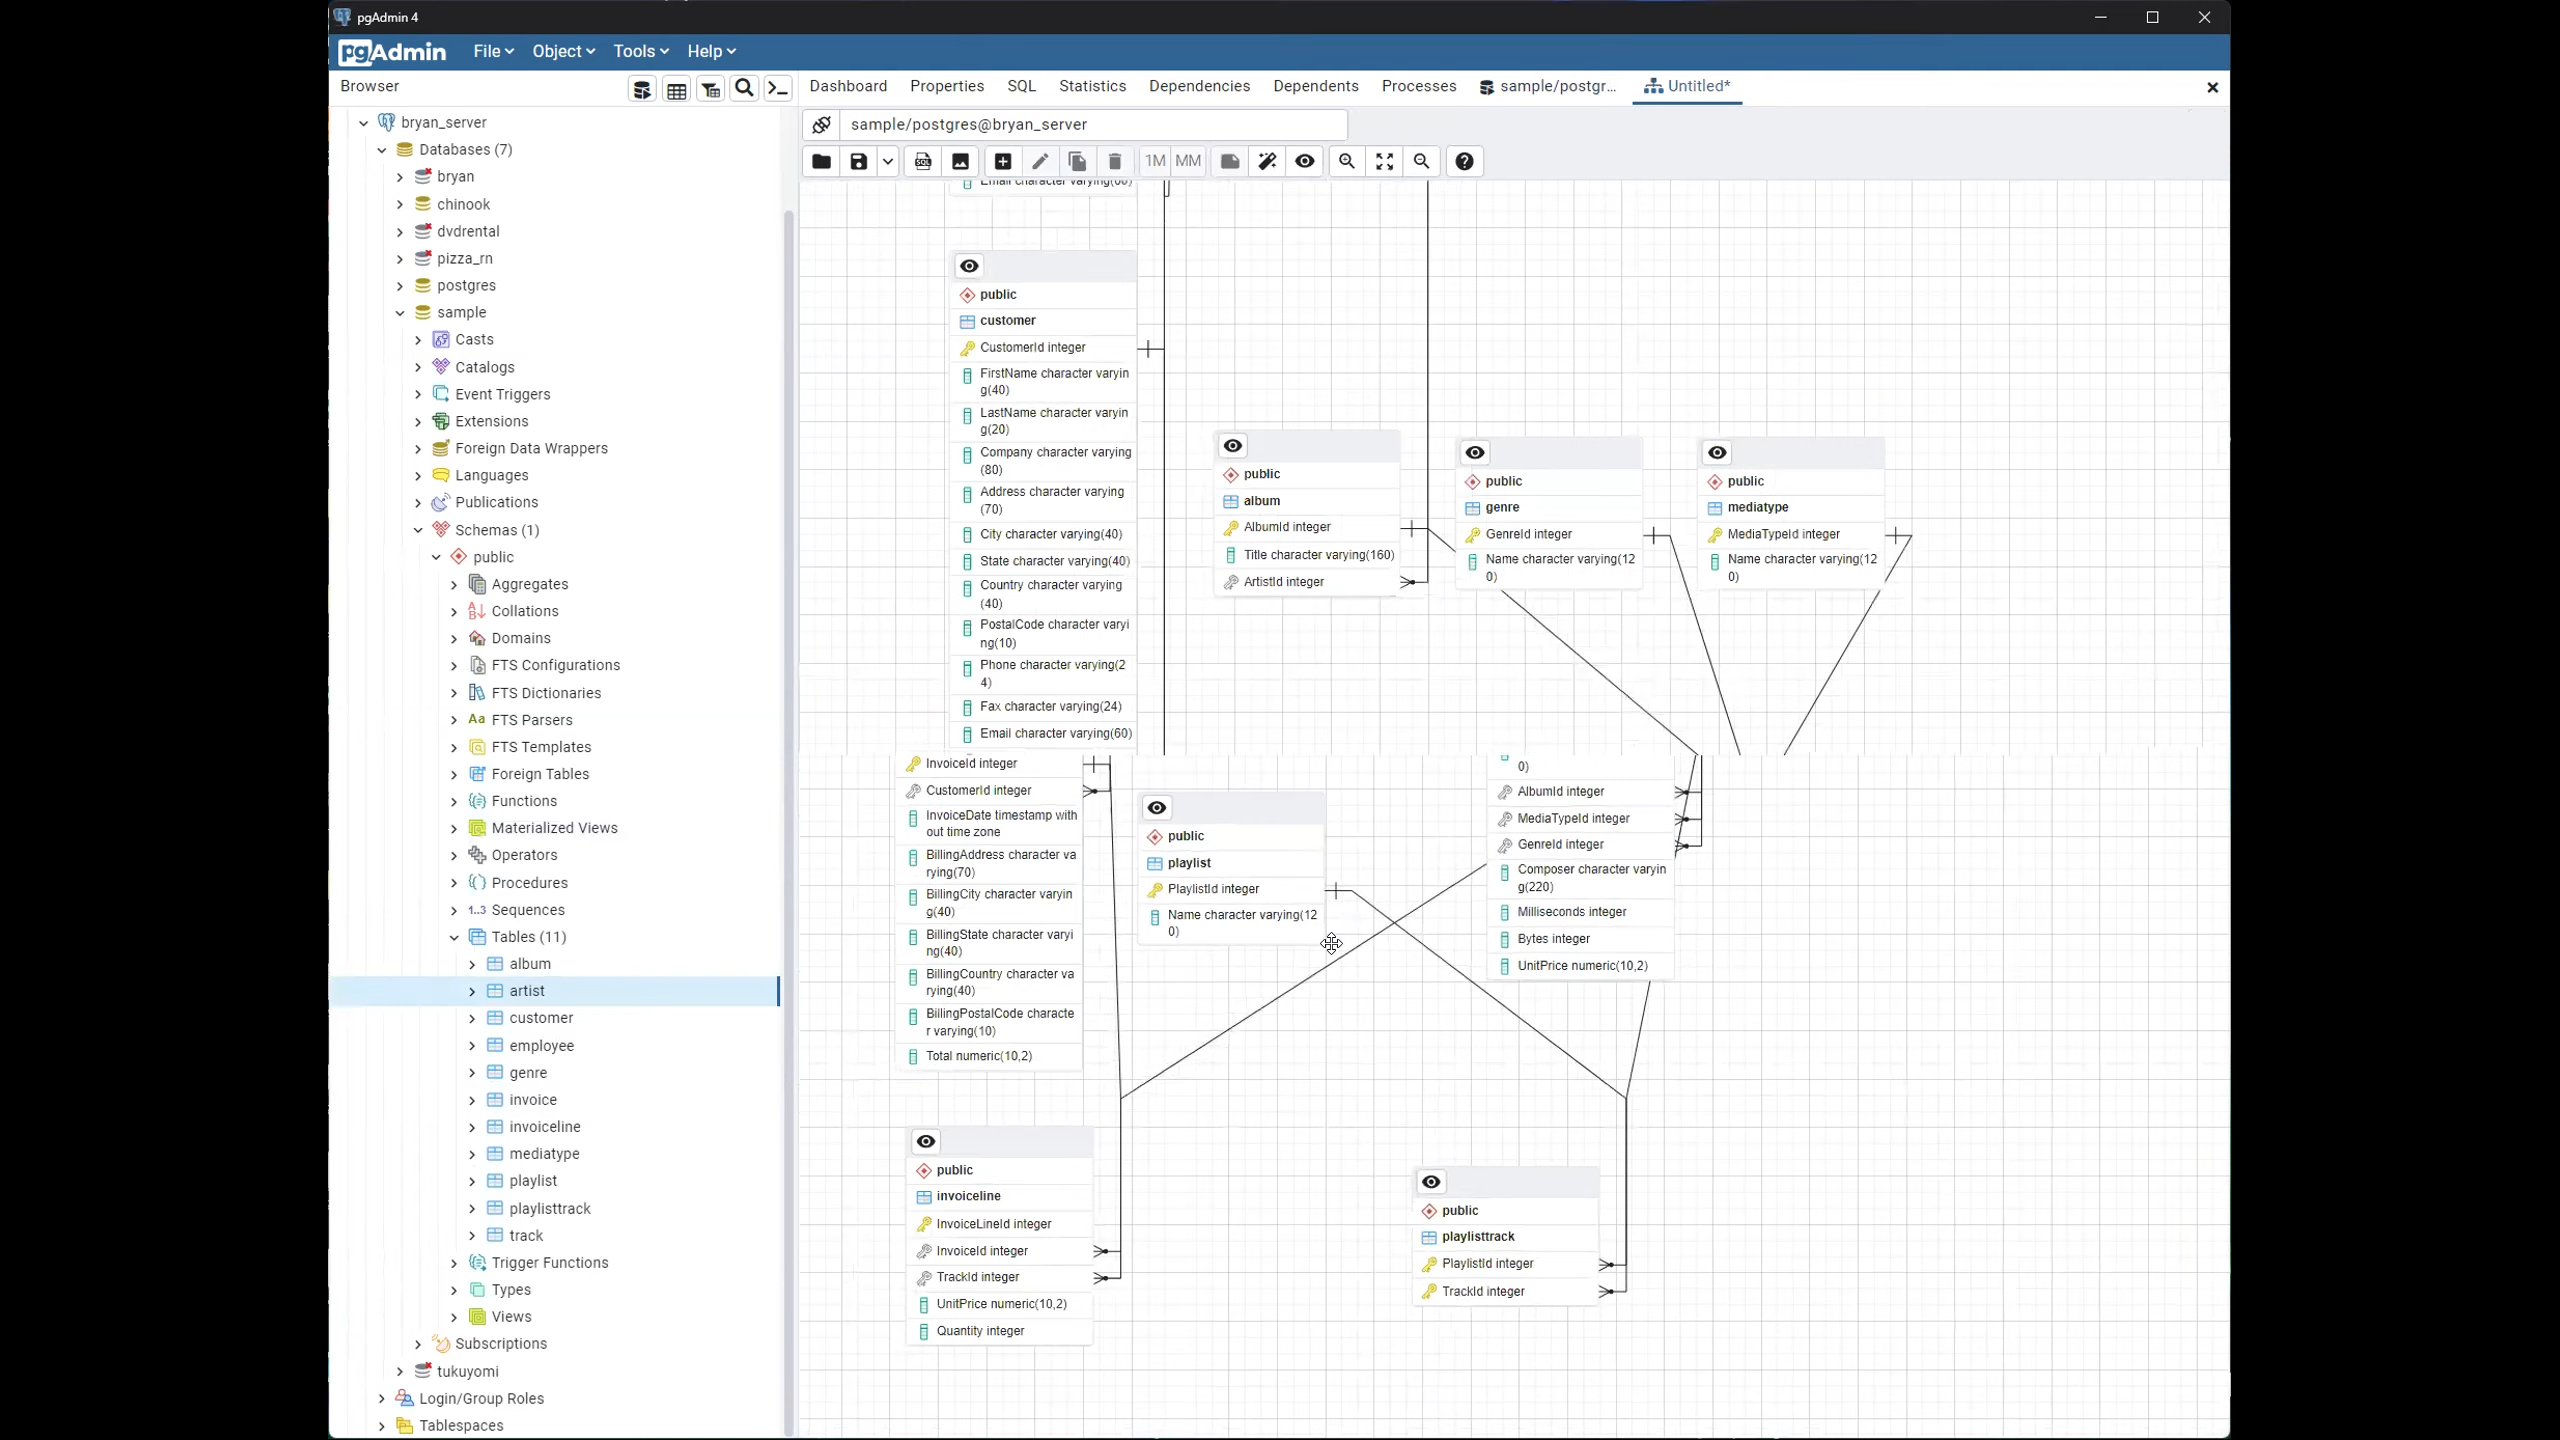 pgAdmin 4
pgAdmin File Object Tools Help
Browser
Dashboard Properties SQL Statistics Dependencies Dependents Processes sample/postgr... Untitled*
sample/postgres@bryan_server
1M MM
bryan_server
Databases (7)
bryan
chinook
dvdrental
pizza_rn
postgres
sample
Casts
Catalogs
Event Triggers
Extensions
Foreign Data Wrappers
Languages
Publications
Schemas (1)
public
Aggregates
Collations
Domains
FTS Configurations
FTS Dictionaries
FTS Parsers
FTS Templates
Foreign Tables
Functions
Materialized Views
Operators
Procedures
1..3 Sequences
Tables (11)
album
artist
customer
employee
genre
invoice
invoiceline
mediatype
playlist
playlisttrack
track
Trigger Functions
Types
Views
Subscriptions
tukuyomi
Login/Group Roles
Tablespaces
Email character varying(60)
public
customer
CustomerId integer
FirstName character varyin
g(40)
LastName character varyin
g(20)
Company character varying
(80)
Address character varying
(70)
City character varying(40)
State character varying(40)
Country character varying
(40)
PostalCode character varyi
ng(10)
Phone character varying(2
4)
Fax character varying(24)
Email character varying(60)
public
album
AlbumId integer
Title character varying(160)
ArtistId integer
public
genre
GenreId integer
Name character varying(12
0)
public
mediatype
MediaTypeId integer
Name character varying(12
0)
InvoiceId integer
CustomerId integer
InvoiceDate timestamp with
out time zone
BillingAddress character va
rying(70)
BillingCity character varyin
g(40)
BillingState character varyi
ng(40)
BillingCountry character va
rying(40)
BillingPostalCode characte
r varying(10)
Total numeric(10,2)
public
playlist
PlaylistId integer
Name character varying(12
0)
0)
AlbumId integer
MediaTypeId integer
GenreId integer
Composer character varyin
g(220)
Milliseconds integer
Bytes integer
UnitPrice numeric(10,2)
public
invoiceline
InvoiceLineId integer
InvoiceId integer
TrackId integer
UnitPrice numeric(10,2)
Quantity integer
public
playlisttrack
PlaylistId integer
TrackId integer